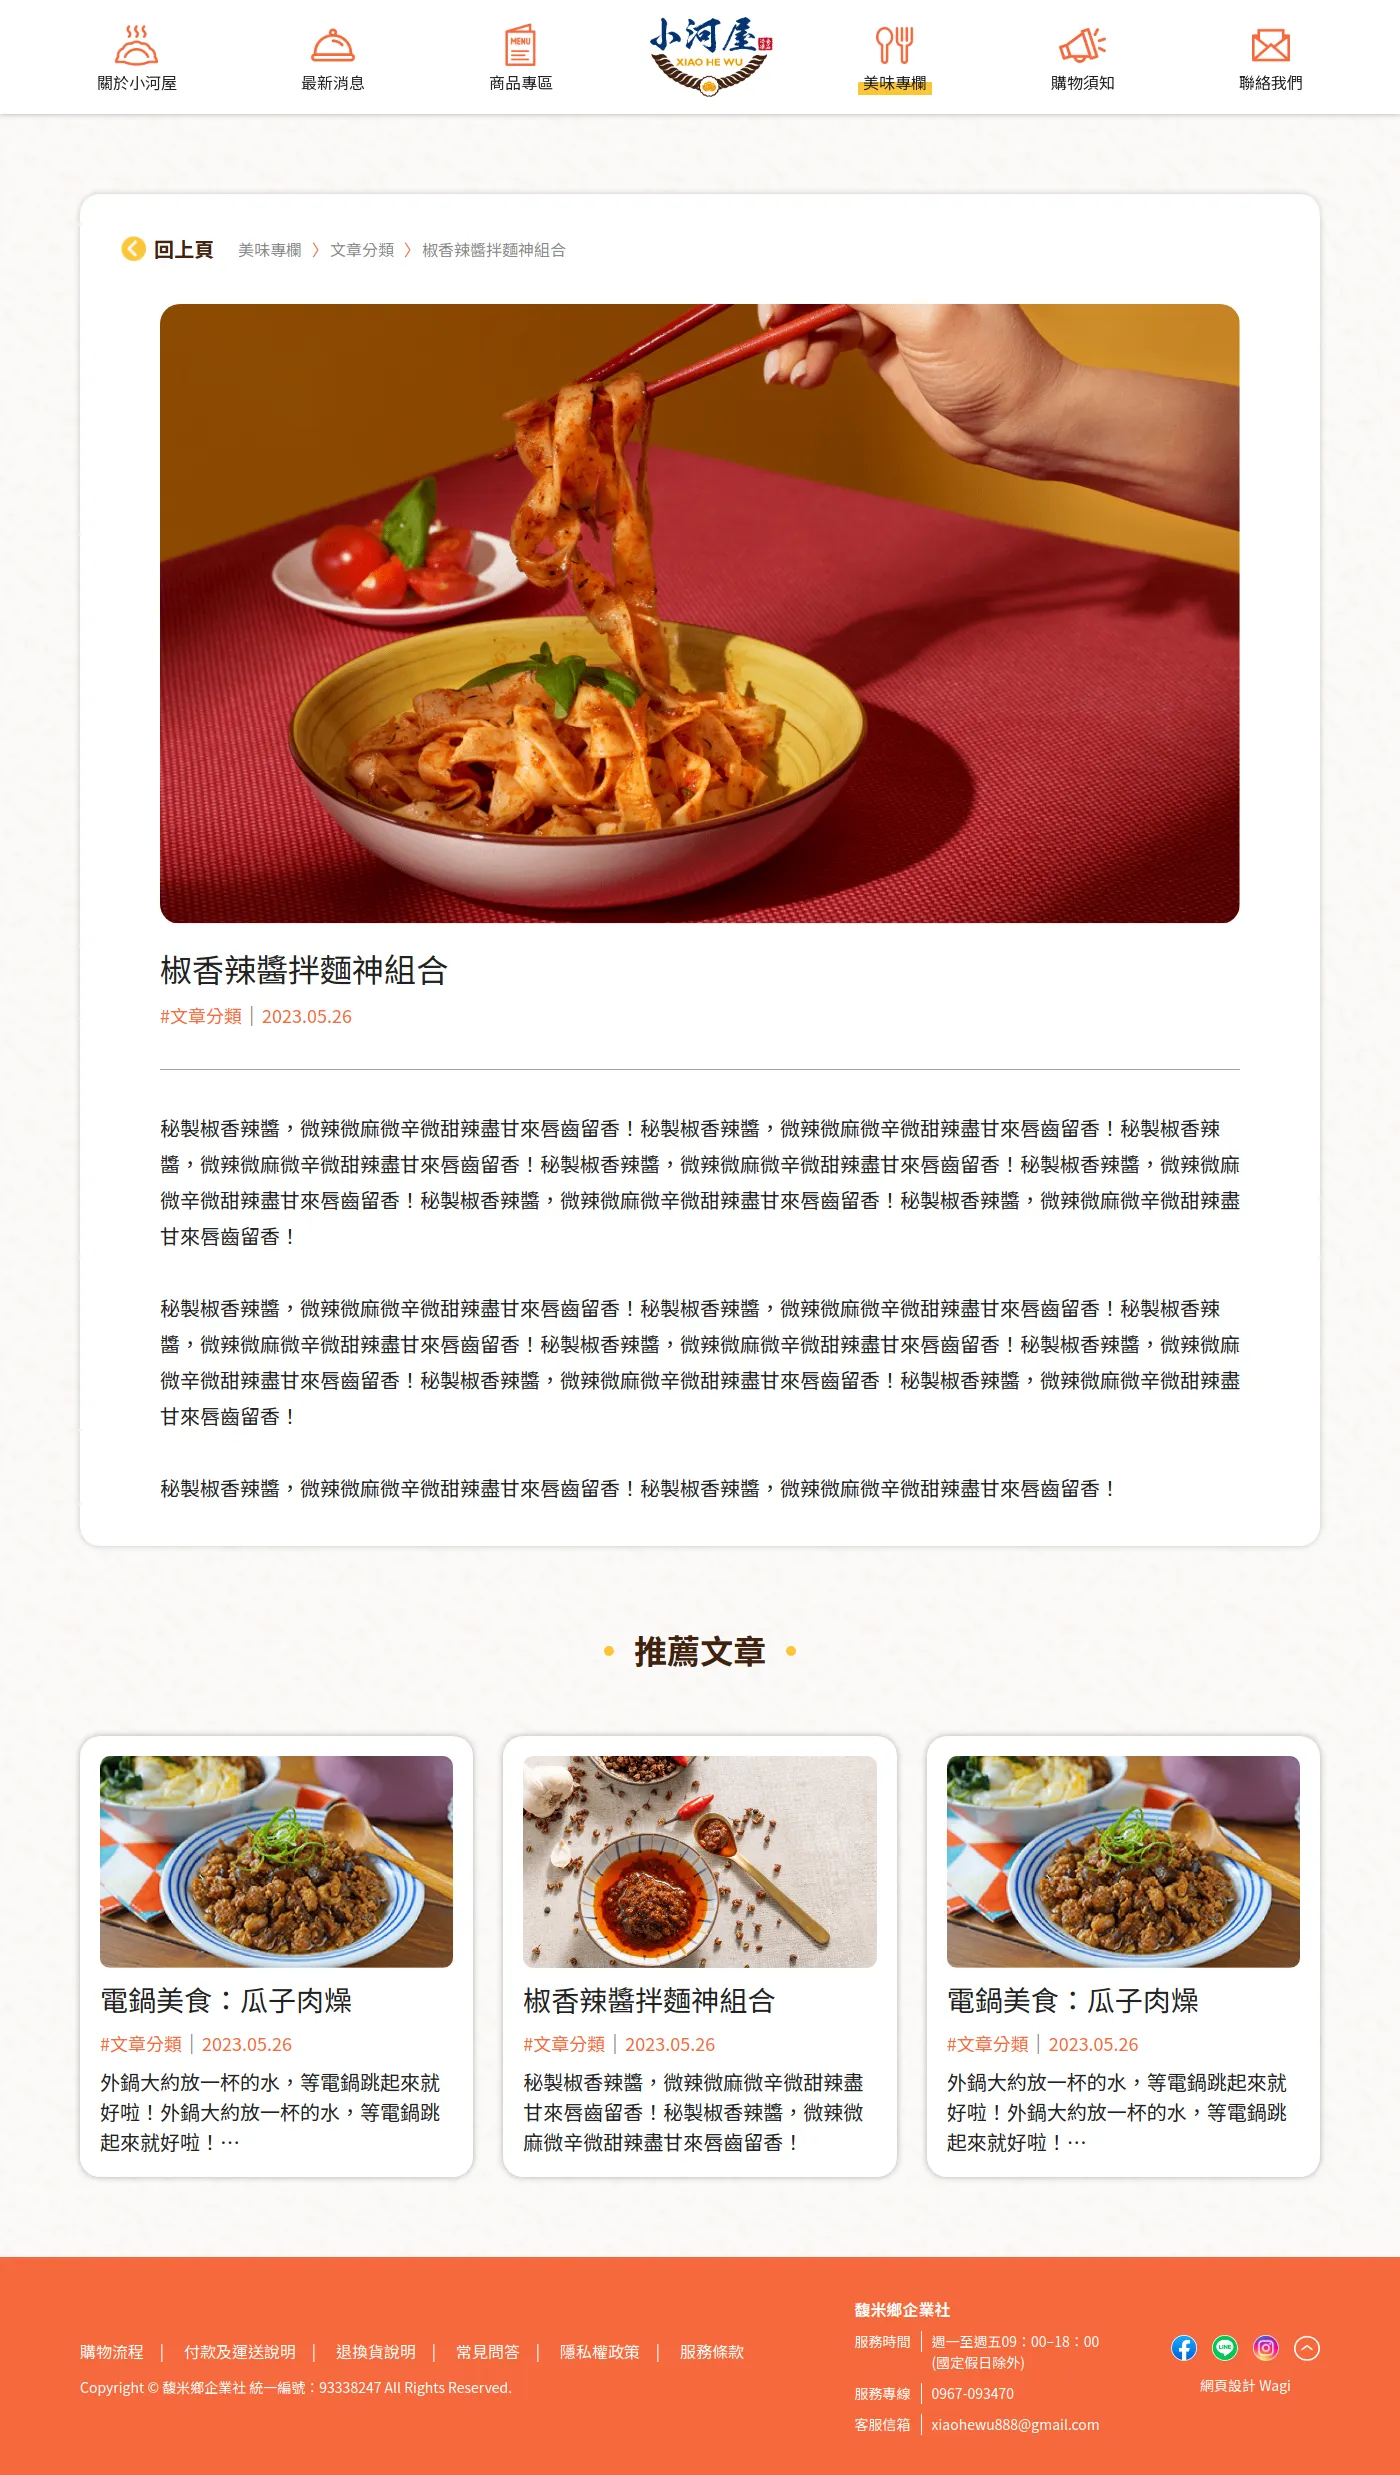 關於小河屋
最新消息
MENU
商品專區
小河屋
XIAO HE WU
美味專欄
購物須知
聯絡我們
回上頁 美味專欄 〉 文章分類 〉 椒香辣醬拌麵神組合
椒香辣醬拌麵神組合
#文章分類 | 2023.05.26
秘製椒香辣醬，微辣微麻微辛微甜辣盡甘來唇齒留香！秘製椒香辣醬，微辣微麻微辛微甜辣盡甘來唇齒留香！秘製椒香辣
醬，微辣微麻微辛微甜辣盡甘來唇齒留香！秘製椒香辣醬，微辣微麻微辛微甜辣盡甘來唇齒留香！秘製椒香辣醬，微辣微麻
微辛微甜辣盡甘來唇齒留香！秘製椒香辣醬，微辣微麻微辛微甜辣盡甘來唇齒留香！秘製椒香辣醬，微辣微麻微辛微甜辣盡
甘來唇齒留香！
秘製椒香辣醬，微辣微麻微辛微甜辣盡甘來唇齒留香！秘製椒香辣醬，微辣微麻微辛微甜辣盡甘來唇齒留香！秘製椒香辣
醬，微辣微麻微辛微甜辣盡甘來唇齒留香！秘製椒香辣醬，微辣微麻微辛微甜辣盡甘來唇齒留香！秘製椒香辣醬，微辣微麻
微辛微甜辣盡甘來唇齒留香！秘製椒香辣醬，微辣微麻微辛微甜辣盡甘來唇齒留香！秘製椒香辣醬，微辣微麻微辛微甜辣盡
甘來唇齒留香！
秘製椒香辣醬，微辣微麻微辛微甜辣盡甘來唇齒留香！秘製椒香辣醬，微辣微麻微辛微甜辣盡甘來唇齒留香！
推薦文章
電鍋美食：瓜子肉燥
#文章分類 | 2023.05.26
外鍋大約放一杯的水，等電鍋跳起來就
好啦！外鍋大約放一杯的水，等電鍋跳
起來就好啦！…
椒香辣醬拌麵神組合
#文章分類 | 2023.05.26
秘製椒香辣醬，微辣微麻微辛微甜辣盡
甘來唇齒留香！秘製椒香辣醬，微辣微
麻微辛微甜辣盡甘來唇齒留香！
電鍋美食：瓜子肉燥
#文章分類 | 2023.05.26
外鍋大約放一杯的水，等電鍋跳起來就
好啦！外鍋大約放一杯的水，等電鍋跳
起來就好啦！…
購物流程 | 付款及運送說明 | 退換貨說明 | 常見問答 | 隱私權政策 | 服務條款
Copyright © 馥米鄉企業社 統一編號：93338247 All Rights Reserved.
馥米鄉企業社
服務時間 | 週一至週五09：00–18：00
(國定假日除外)
服務專線 | 0967-093470
客服信箱 | xiaohewu888@gmail.com
LINE
網頁設計 Wagi